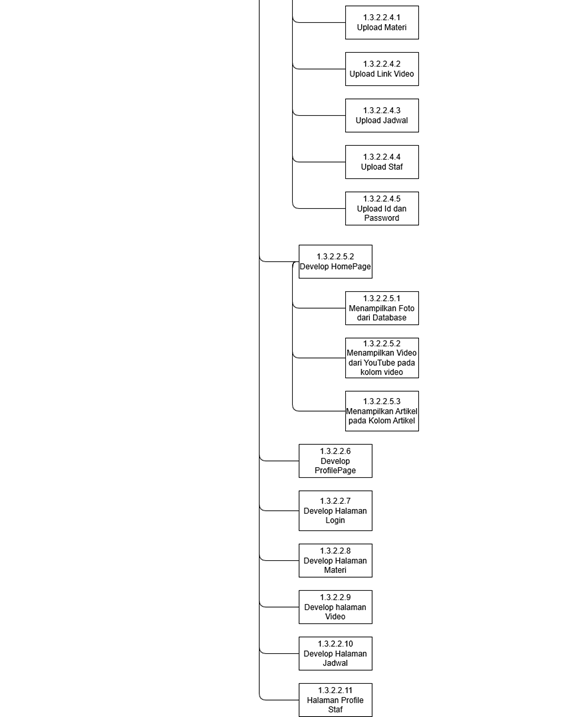 1.3.2.2.4.1
Upload Materi
1.3.2.2.4.2
Upload Link Video
1.3.2.2.4.3
Upload Jadwal
1.3.2.2.4.4
Upload Staf
1.3.2.2.4.5
Upload Id dan
Password
1.3.2.2.5.2
Develop HomePage
1.3.2.2.5.1
Menampilkan Foto
dari Database
1.3.2.2.5.2
Menampilkan Video
dari YouTube pada
kolom video
1.3.2.2.5.3
Menampilkan Artikel
pada Kolom Artikel
1.3.2.2.6
Develop
ProfilePage
1.3.2.2.7
Develop Halaman
Login
1.3.2.2.8
Develop Halaman
Materi
1.3.2.2.9
Develop halaman
Video
1.3.2.2.10
Develop Halaman
Jadwal
1.3.2.2.11
Halaman Profile
Staf